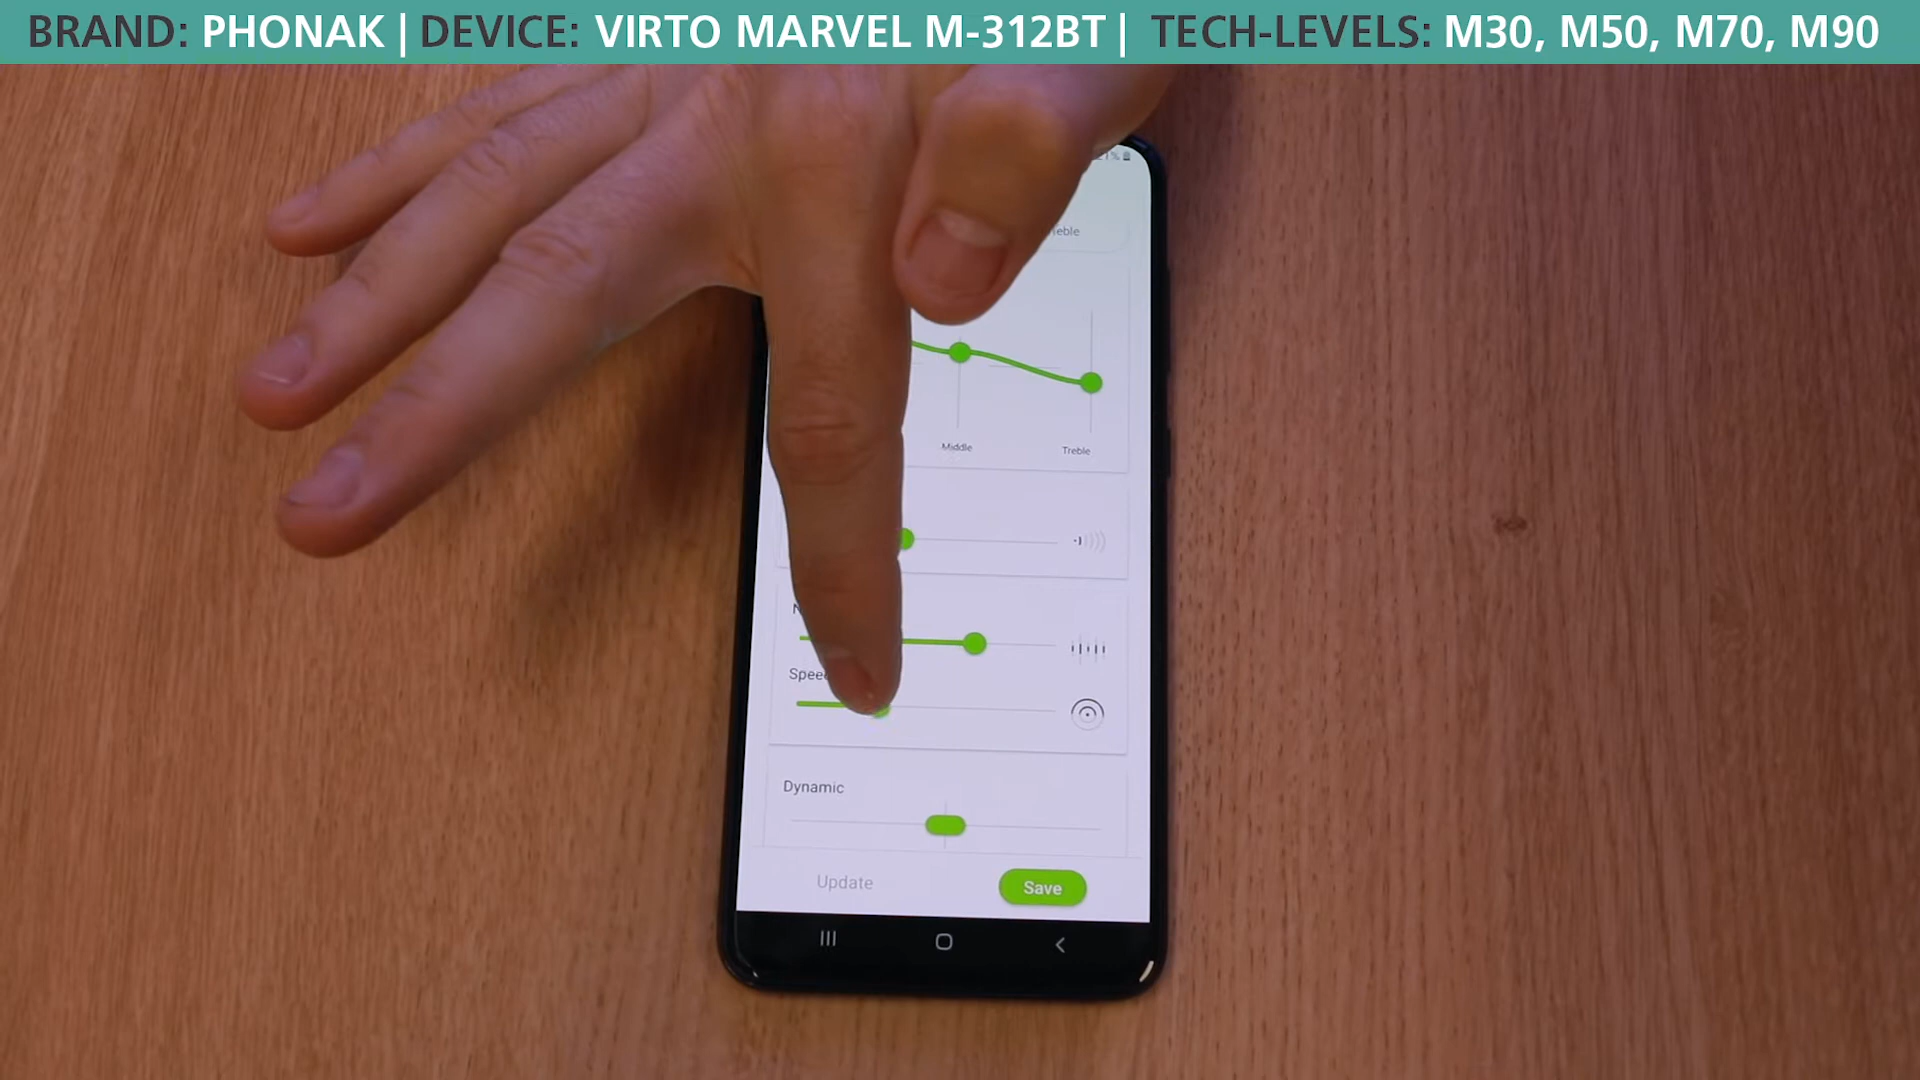 BRAND: PHONAK | DEVICE: VIRTO MARVEL M-312BT | TECH-LEVELS: M30, M50, M70, M90
Middle
Treble
Dynamic
Update
Save